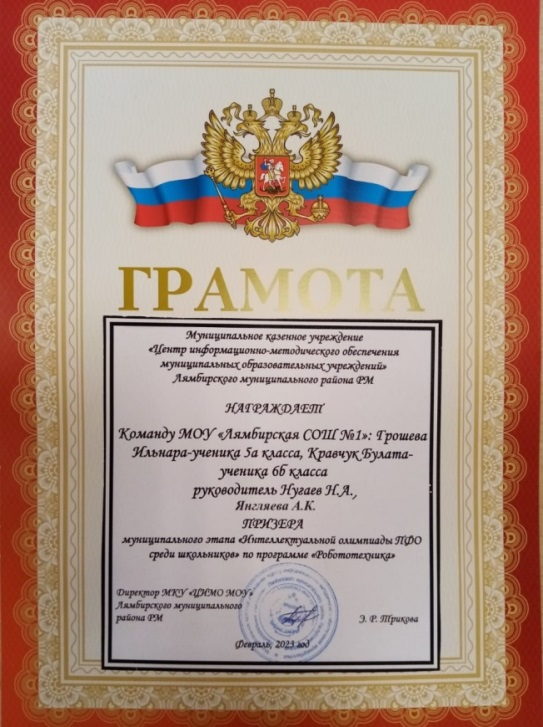 ГРАМОТА
Муниципальное казенное учреждение
«Центр информационно-методического обеспечения
муниципальных образовательных учреждений»
Лямбирского муниципального района РМ
НАГРАЖДАЕТ
Команду МОУ «Лямбирская СОШ №1»: Грошева
Ильнара-ученика 5а класса, Кравчук Булата-
ученика 6б класса
руководитель Нугаев Н.А.,
Янгляева А.К.
ПРИЗЕРА
муниципального этапа «Интеллектуальной олимпиады ПФО
среди школьников» по программе «Робототехника»
Директор МКУ «ЦИМО МОУ»
Лямбирского муниципального
района РМ
Э. Р. Трикова
Февраль, 2023 год